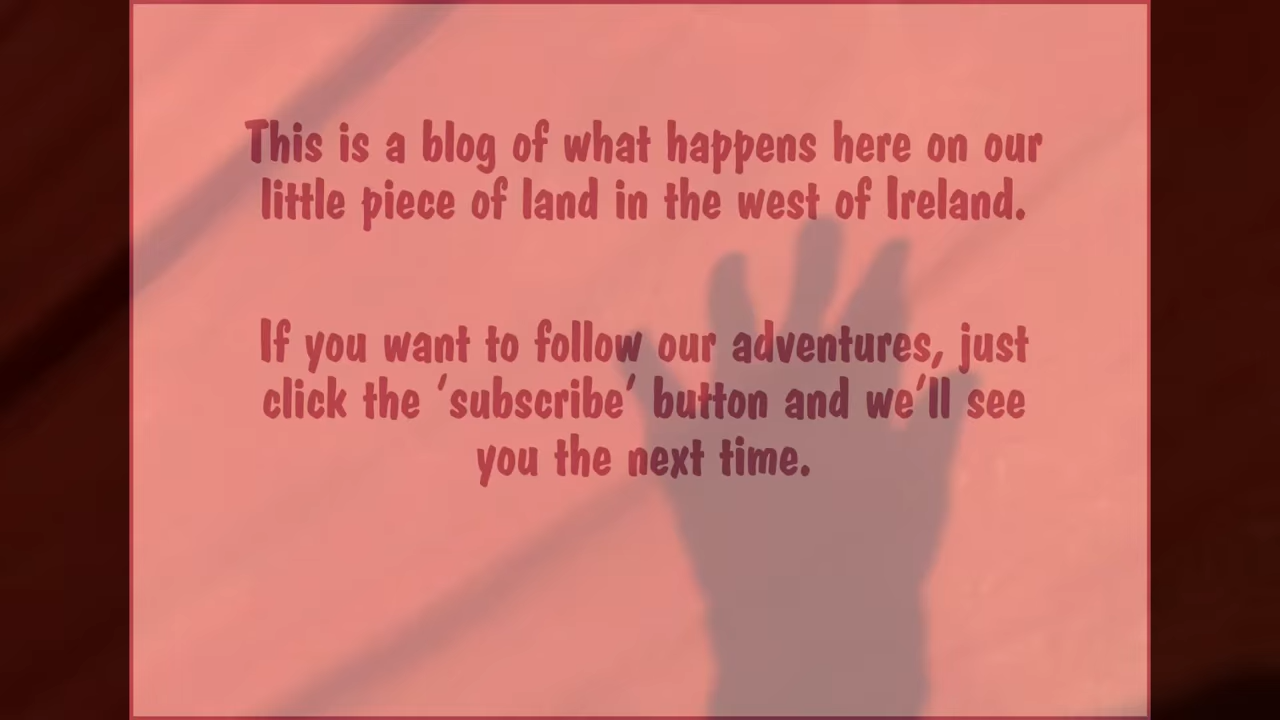 This is a blog of what happens here on our
little piece of land in the west of Ireland.
If you want to follow our adventures, just
click the ‘subscribe’ button and we’ll see
you the next time.